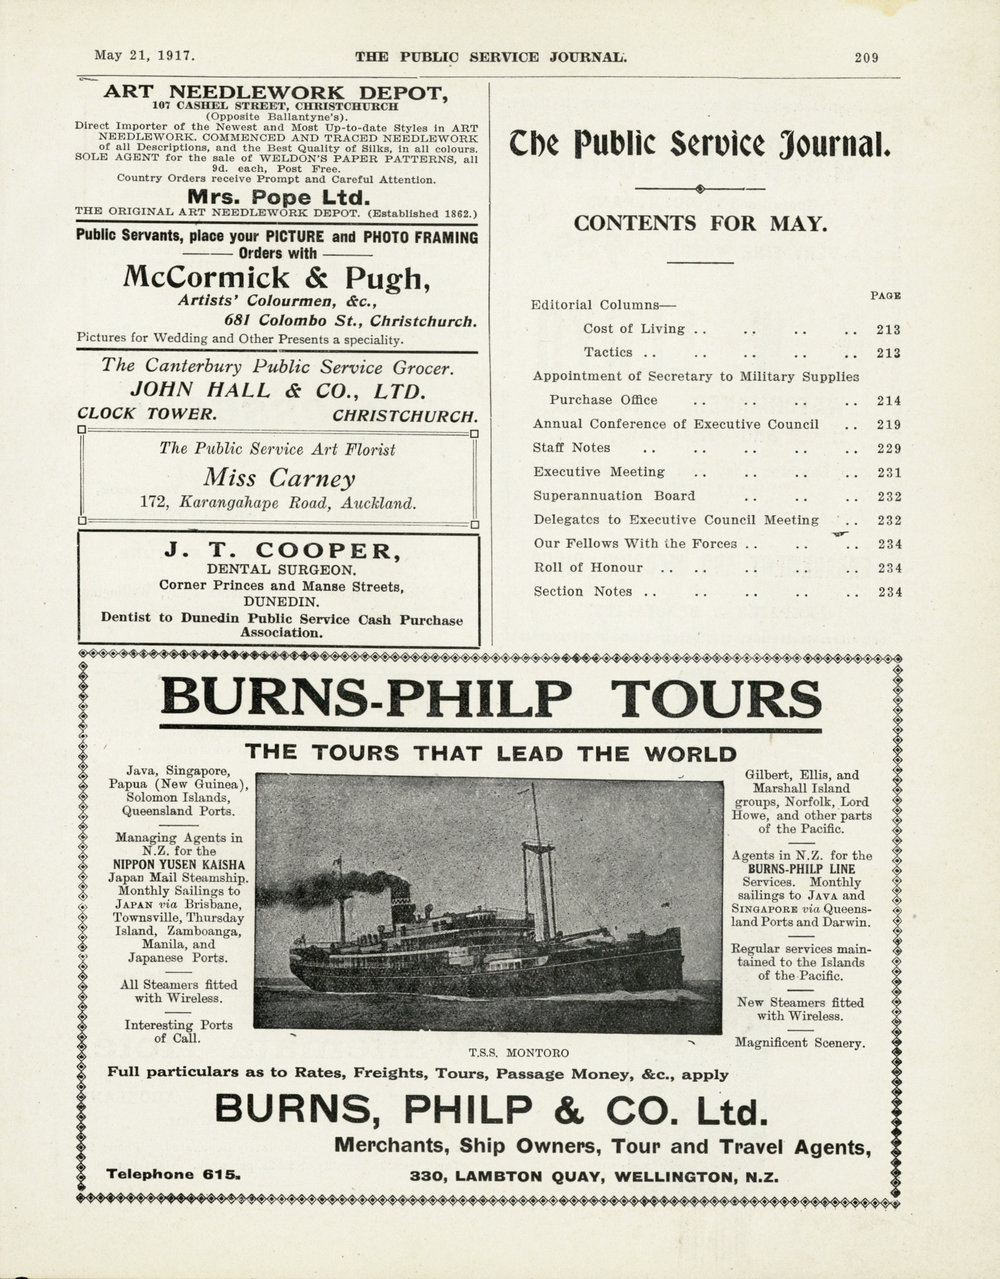 May 21, 1917. THE PUBLIC SERVICE JOURNAL. 209
ART NEEDLEWORK DEPOT,
107 CASHEL STREET, CHRISTCHURCH
(Opposite Ballantyne's).
Direct Importer of the Newest and Most Up-to-date Styles in ART
NEEDLEWORK. COMMENCED AND TRACED NEEDLEWORK
of all Descriptions, and the Best Quality of Silks, in all colours.
SOLE AGENT for the sale of WELDON'S PAPER PATTERNS, all
9d. each, Post Free.
Country Orders receive Prompt and Careful Attention.
Mrs. Pope Ltd.
THE ORIGINAL ART NEEDLEWORK DEPOT. (Established 1862.)
Public Servants, place your PICTURE and PHOTO FRAMING
Orders with
McCormick & Pugh,
Artists' Colourmen, &c.,
681 Colombo St., Christchurch.
Pictures for Wedding and Other Presents a speciality.
The Canterbury Public Service Grocer.
JOHN HALL & CO., LTD.
CLOCK TOWER. CHRISTCHURCH.
The Public Service Art Florist
Miss Carney
172, Karangahape Road, Auckland.
J. T. COOPER,
DENTAL SURGEON.
Corner Princes and Manse Streets,
DUNEDIN.
Dentist to Dunedin Public Service Cash Purchase
Association.
The Public Service Journal.
CONTENTS FOR MAY.
PAGE
Editorial Columns—
Cost of Living .. .. .. .. 213
Tactics .. .. .. .. .. 213
Appointment of Secretary to Military Supplies
Purchase Office .. .. .. .. 214
Annual Conference of Executive Council .. 219
Staff Notes .. .. .. .. .. 229
Executive Meeting .. .. .. .. 231
Superannuation Board .. .. .. 232
Delegates to Executive Council Meeting .. 232
Our Fellows With the Forces .. .. .. 234
Roll of Honour .. .. .. .. .. 234
Section Notes .. .. .. .. .. 234
BURNS-PHILP TOURS
THE TOURS THAT LEAD THE WORLD
Java, Singapore,
Papua (New Guinea),
Solomon Islands,
Queensland Ports.
Managing Agents in
N.Z. for the
NIPPON YUSEN KAISHA
Japan Mail Steamship.
Monthly Sailings to
JAPAN via Brisbane,
Townsville, Thursday
Island, Zamboanga,
Manila, and
Japanese Ports.
All Steamers fitted
with Wireless.
Interesting Ports
of Call.
T.S.S. MONTORO
Gilbert, Ellis, and
Marshall Island
groups, Norfolk, Lord
Howe, and other parts
of the Pacific.
Agents in N.Z. for the
BURNS-PHILP LINE
Services. Monthly
sailings to JAVA and
SINGAPORE via Queens-
land Ports and Darwin.
Regular services main-
tained to the Islands
of the Pacific.
New Steamers fitted
with Wireless.
Magnificent Scenery.
Full particulars as to Rates, Freights, Tours, Passage Money, &c., apply
BURNS, PHILP & CO. Ltd.
Merchants, Ship Owners, Tour and Travel Agents,
Telephone 615. 330, LAMBTON QUAY, WELLINGTON, N.Z.